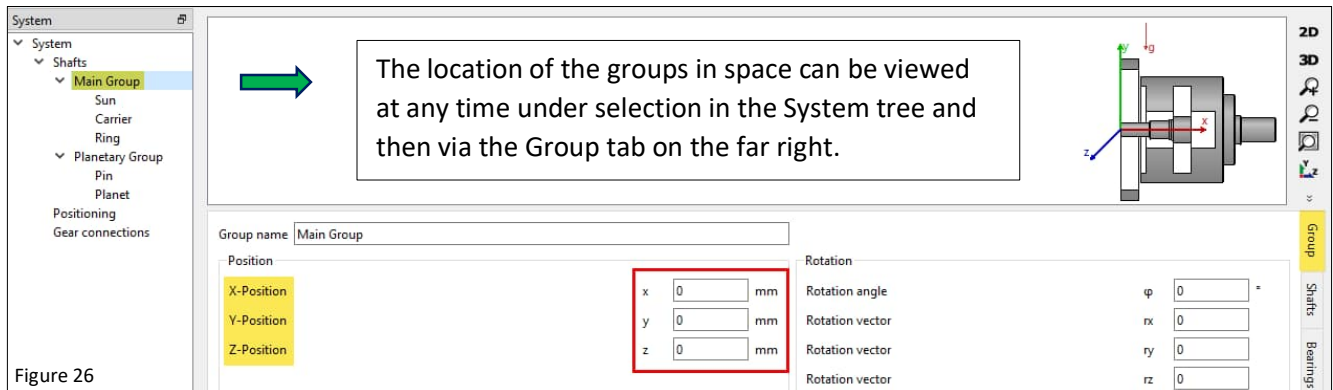 System
System
Shafts
Main Group
Sun
Carrier
Ring
Planetary Group
Pin
Planet
Positioning
Gear connections
The location of the groups in space can be viewed
at any time under selection in the System tree and
then via the Group tab on the far right.
y
g
x
z
2D
3D
Y
z
Group name Main Group
Position
X-Position x 0 mm
Y-Position y 0 mm
Z-Position z 0 mm
Rotation
Rotation angle φ 0 °
Rotation vector rx 0
Rotation vector ry 0
Rotation vector rz 0
Group
Shafts
Bearings
Figure 26